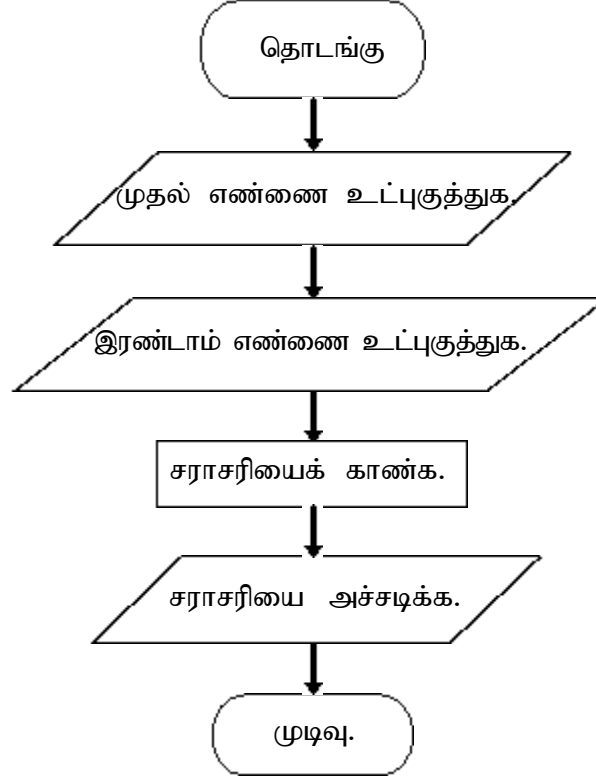 தொடங்கு
முதல் எண்ணை உட்புகுத்துக.
இரண்டாம் எண்ணை உட்புகுத்துக.
சராசரியைக் காண்க.
சராசரியை அச்சடிக்க.
முடிவு.